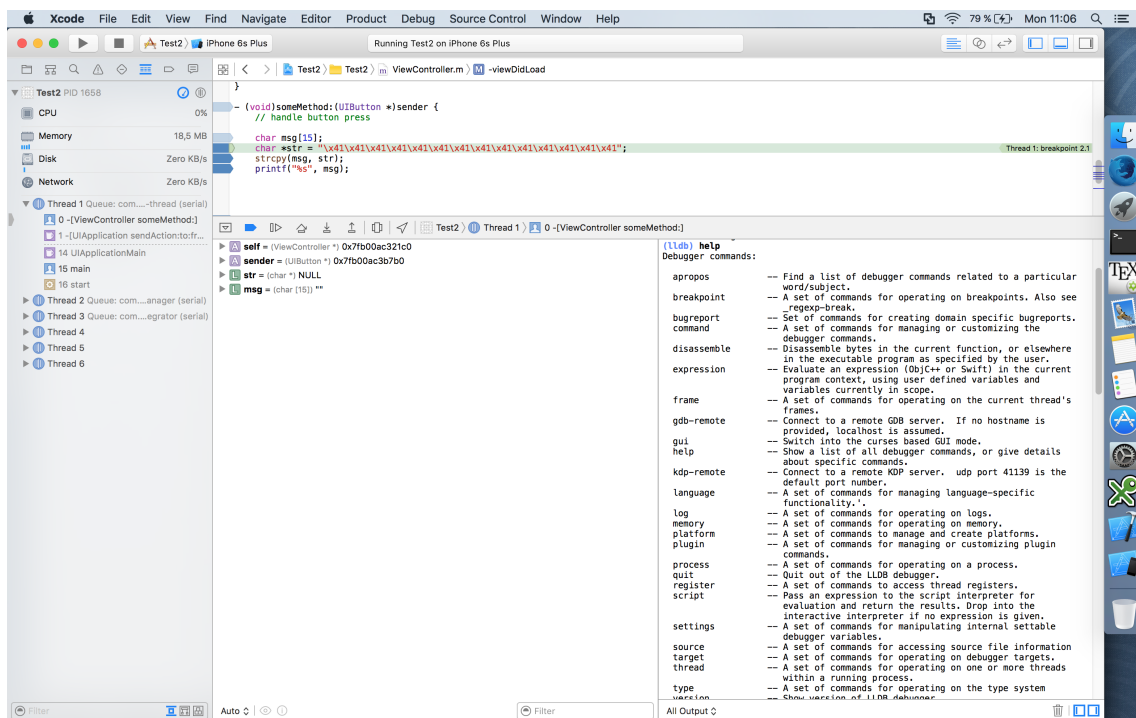 Xcode File Edit View Find Navigate Editor Product Debug Source Control Window Help 79 % Mon 11:06
Test2 iPhone 6s Plus Running Test2 on iPhone 6s Plus
Test2 Test2 ViewController.m M -viewDidLoad
Test2 PID 1658
CPU 0%
Memory 18,5 MB
Disk Zero KB/s
Network Zero KB/s
Thread 1 Queue: com....-thread (serial)
0 -[ViewController someMethod:]
1 -[UIApplication sendAction:to:fr...
14 UIApplicationMain
15 main
16 start
Thread 2 Queue: com....anager (serial)
Thread 3 Queue: com....egrator (serial)
Thread 4
Thread 5
Thread 6
Filter
}
- (void)someMethod:(UIButton *)sender {
// handle button press
char msg[15];
char *str = "\x41\x41\x41\x41\x41\x41\x41\x41\x41\x41\x41\x41\x41\x41";
Thread 1: breakpoint 2.1
strcpy(msg, str);
printf("%s", msg);
Test2 Thread 1 0 -[ViewController someMethod:]
A self = (ViewController *) 0x7fb00ac321c0
A sender = (UIButton *) 0x7fb00ac3b7b0
L str = (char *) NULL
L msg = (char [15]) ""
Auto Filter
(lldb) help
Debugger commands:
apropos -- Find a list of debugger commands related to a particular
word/subject.
breakpoint -- A set of commands for operating on breakpoints. Also see
_regexp-break.
bugreport -- Set of commands for creating domain specific bugreports.
command -- A set of commands for managing or customizing the
debugger commands.
disassemble -- Disassemble bytes in the current function, or elsewhere
in the executable program as specified by the user.
expression -- Evaluate an expression (ObjC++ or Swift) in the current
program context, using user defined variables and
variables currently in scope.
frame -- A set of commands for operating on the current thread's
frames.
gdb-remote -- Connect to a remote GDB server. If no hostname is
provided, localhost is assumed.
gui -- Switch into the curses based GUI mode.
help -- Show a list of all debugger commands, or give details
about specific commands.
kdp-remote -- Connect to a remote KDP server. udp port 41139 is the
default port number.
language -- A set of commands for managing language-specific
functionality.'.
log -- A set of commands for operating on logs.
memory -- A set of commands for operating on memory.
platform -- A set of commands to manage and create platforms.
plugin -- A set of commands for managing or customizing plugin
commands.
process -- A set of commands for operating on a process.
quit -- Quit out of the LLDB debugger.
register -- A set of commands to access thread registers.
script -- Pass an expression to the script interpreter for
evaluation and return the results. Drop into the
interactive interpreter if no expression is given.
settings -- A set of commands for manipulating internal settable
debugger variables.
source -- A set of commands for accessing source file information
target -- A set of commands for operating on debugger targets.
thread -- A set of commands for operating on one or more threads
within a running process.
type -- A set of commands for operating on the type system
version -- Show version of LLDB debugger.
All Output
TEX